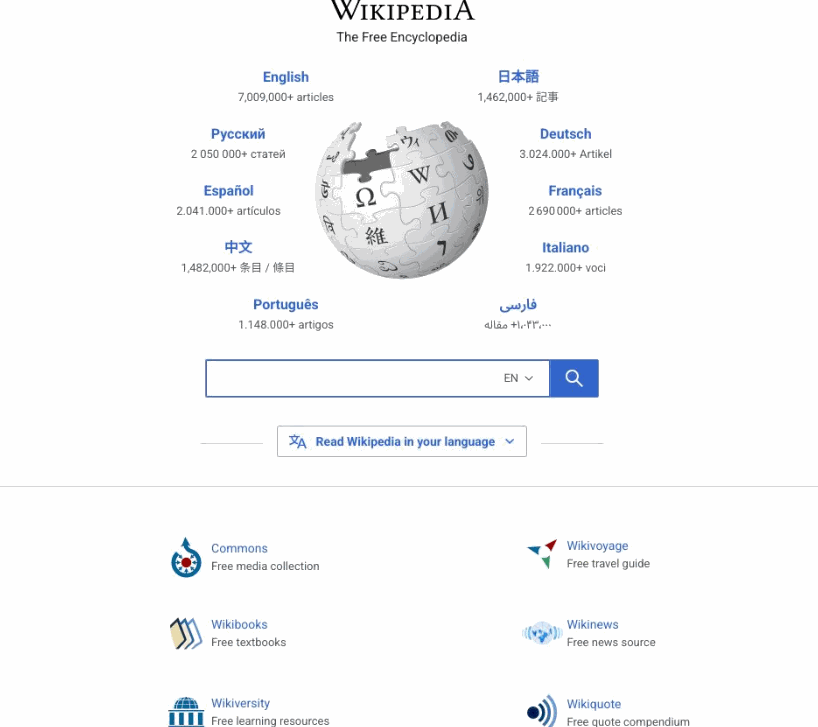 WIKIPEDIA
The Free Encyclopedia
English
7,009,000+ articles
日本語
1,462,000+ 記事
Русский
2 050 000+ статей
Deutsch
3.024.000+ Artikel
Español
2.041.000+ artículos
Français
2 690 000+ articles
中文
1,482,000+ 条目 / 條目
Italiano
1.922.000+ voci
Português
1.148.000+ artigos
فارسی
۱٬۰۴۳٬۰۰۰+ مقاله
Ω
W
ウィ
И
維
EN
Read Wikipedia in your language
Commons
Free media collection
Wikivoyage
Free travel guide
Wikibooks
Free textbooks
Wikinews
Free news source
Wikiversity
Free learning resources
Wikiquote
Free quote compendium